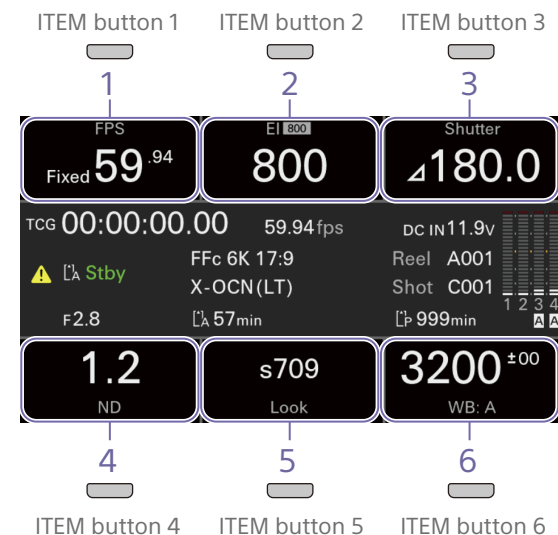 ITEM button 1 ITEM button 2 ITEM button 3
1 2 3
FPS EI 800 Shutter
Fixed 59.94 800 ⊿180.0
TCG 00:00:00.00 59.94fps DC IN 11.9V
FFc 6K 17:9 Reel A001
A Stby
X-OCN(LT) Shot C001
1 2 3 4
F2.8 A 57min P 999min A A
1.2 s709 3200 ±00
ND Look WB: A
4 5 6
ITEM button 4 ITEM button 5 ITEM button 6